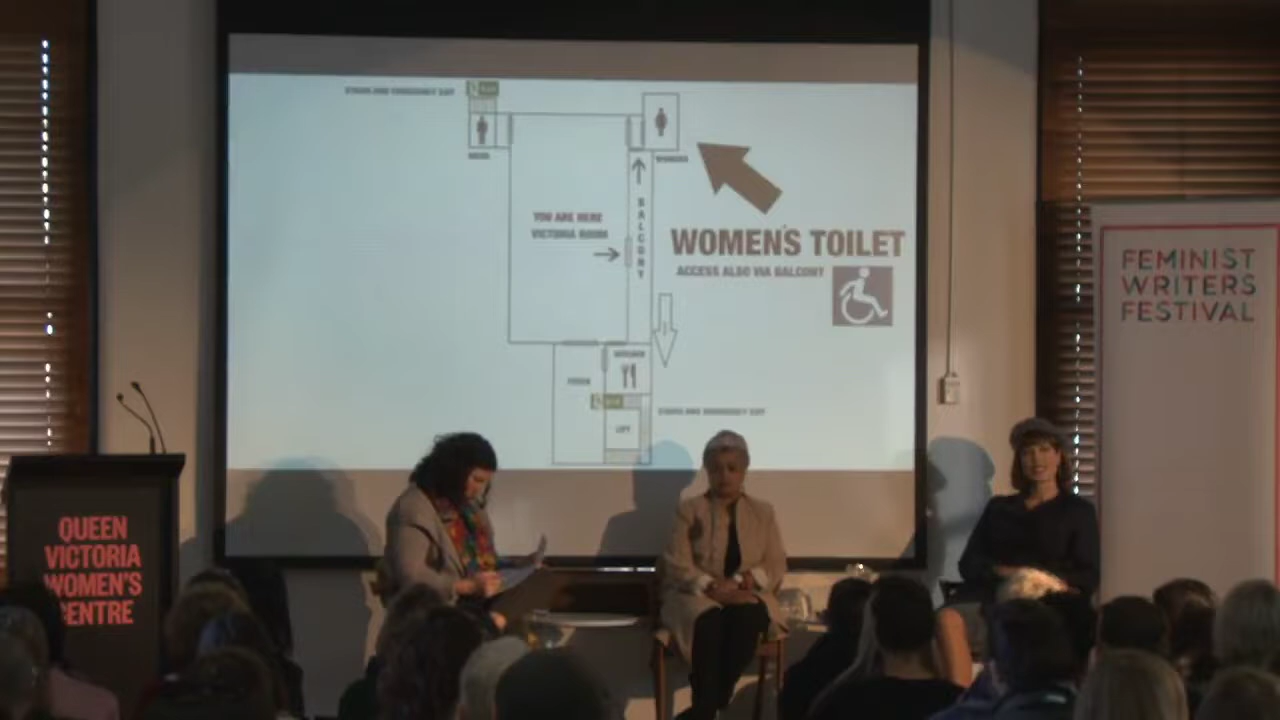 STAIRS AND EMERGENCY EXIT
MENS
WOMENS
YOU ARE HERE
VICTORIA ROOM
BALCONY
WOMEN'S TOILET
ACCESS ALSO VIA BALCONY
KITCHEN
FOYER
STAIRS AND EMERGENCY EXIT
LIFT
FEMINIST
WRITERS
FESTIVAL
QUEEN
VICTORIA
WOMEN'S
CENTRE